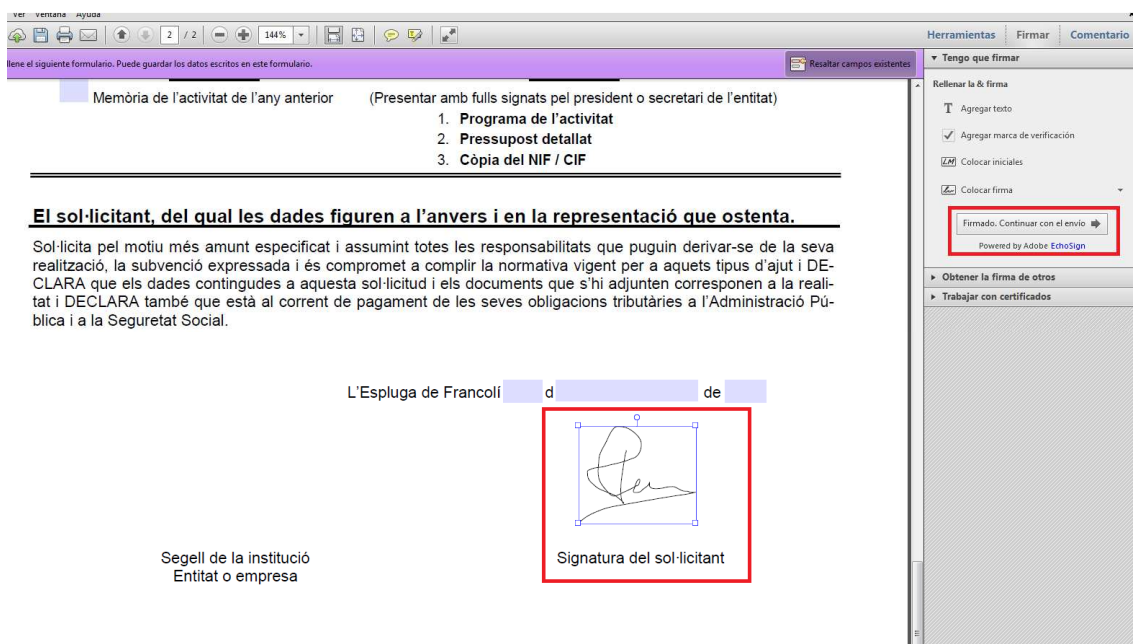 Ver Ventana Ayuda
2 / 2 144%
Herramientas Firmar Comentario
llene el siguiente formulario. Puede guardar los datos escritos en este formulario.
Resaltar campos existentes
Memòria de l'activitat de l'any anterior (Presentar amb fulls signats pel president o secretari de l'entitat)
1. Programa de l'activitat
2. Pressupost detallat
3. Còpia del NIF / CIF
El sol·licitant, del qual les dades figuren a l'anvers i en la representació que ostenta.
Sol·licita pel motiu més amunt especificat i assumint totes les responsabilitats que puguin derivar-se de la seva
realització, la subvenció expressada i és compromet a complir la normativa vigent per a aquets tipus d'ajut i DE-
CLARA que els dades contingudes a aquesta sol·licitud i els documents que s'hi adjunten corresponen a la reali-
tat i DECLARA també que està al corrent de pagament de les seves obligacions tributàries a l'Administració Pú-
blica i a la Seguretat Social.
L'Espluga de Francolí d de
Segell de la institució
Entitat o empresa
Signatura del sol·licitant
Tengo que firmar
Rellenar la & firma
T Agregar texto
Agregar marca de verificación
LM Colocar iniciales
Colocar firma
Firmado. Continuar con el envío
Powered by Adobe EchoSign
Obtener la firma de otros
Trabajar con certificados